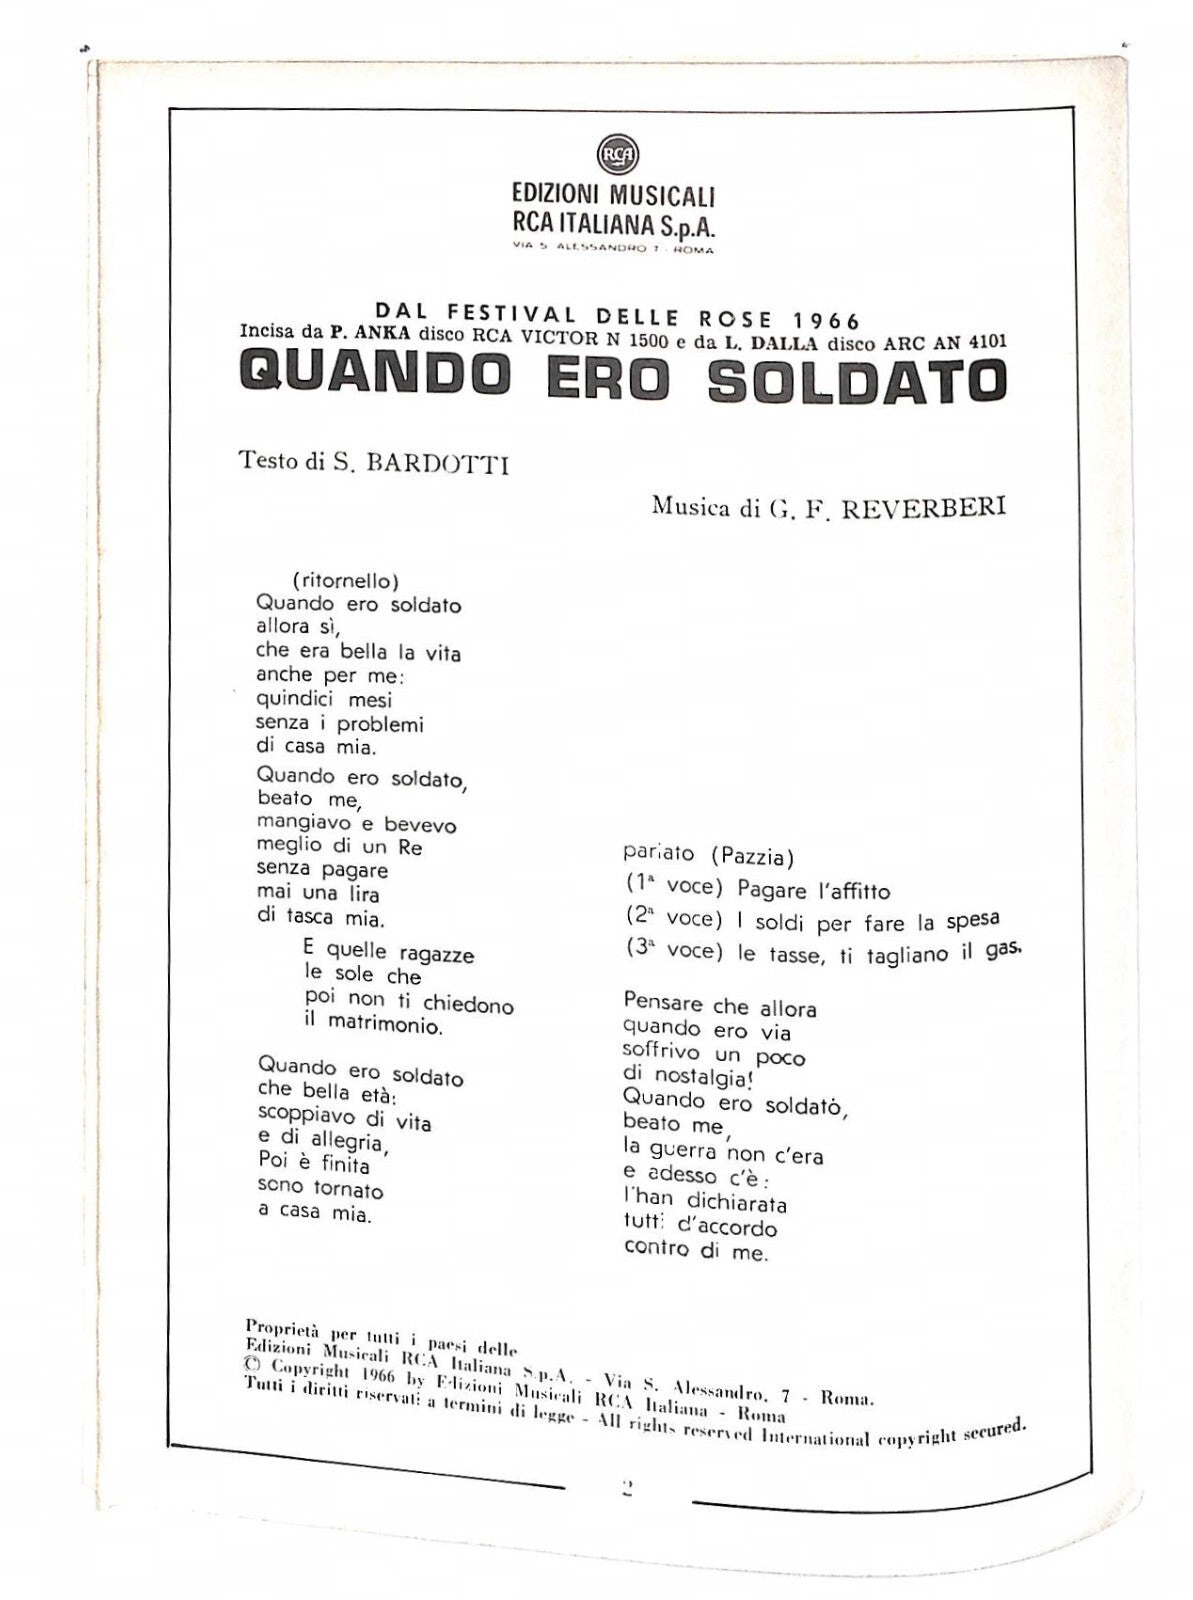 RCA
EDIZIONI MUSICALI
RCA ITALIANA S.p.A.
VIA S. ALESSANDRO 7 - ROMA
DAL FESTIVAL DELLE ROSE 1966
Incisa da P. ANKA disco RCA VICTOR N 1500 e da L. DALLA disco ARC AN 4101
QUANDO ERO SOLDATO
Testo di S. BARDOTTI
Musica di G. F. REVERBERI
(ritornello)
Quando ero soldato
allora sì,
che era bella la vita
anche per me:
quindici mesi
senza i problemi
di casa mia.
Quando ero soldato,
beato me,
mangiavo e bevevo
meglio di un Re
senza pagare
mai una lira
di tasca mia.
E quelle ragazze
le sole che
poi non ti chiedono
il matrimonio.
Quando ero soldato
che bella età:
scoppiavo di vita
e di allegria,
Poi è finita
sono tornato
a casa mia.
parlato (Pazzia)
(1ª voce) Pagare l'affitto
(2ª voce) I soldi per fare la spesa
(3ª voce) le tasse, ti tagliano il gas.
Pensare che allora
quando ero via
soffrivo un poco
di nostalgia!
Quando ero soldatò,
beato me,
la guerra non c'era
e adesso c'è:
l'han dichiarata
tutti d'accordo
contro di me.
Proprietà per tutti i paesi delle
Edizioni Musicali RCA Italiana S.p.A. - Via S. Alessandro, 7 - Roma.
© Copyright 1966 by Edizioni Musicali RCA Italiana - Roma
Tutti i diritti riservati a termini di legge - All rights reserved International copyright secured.
2